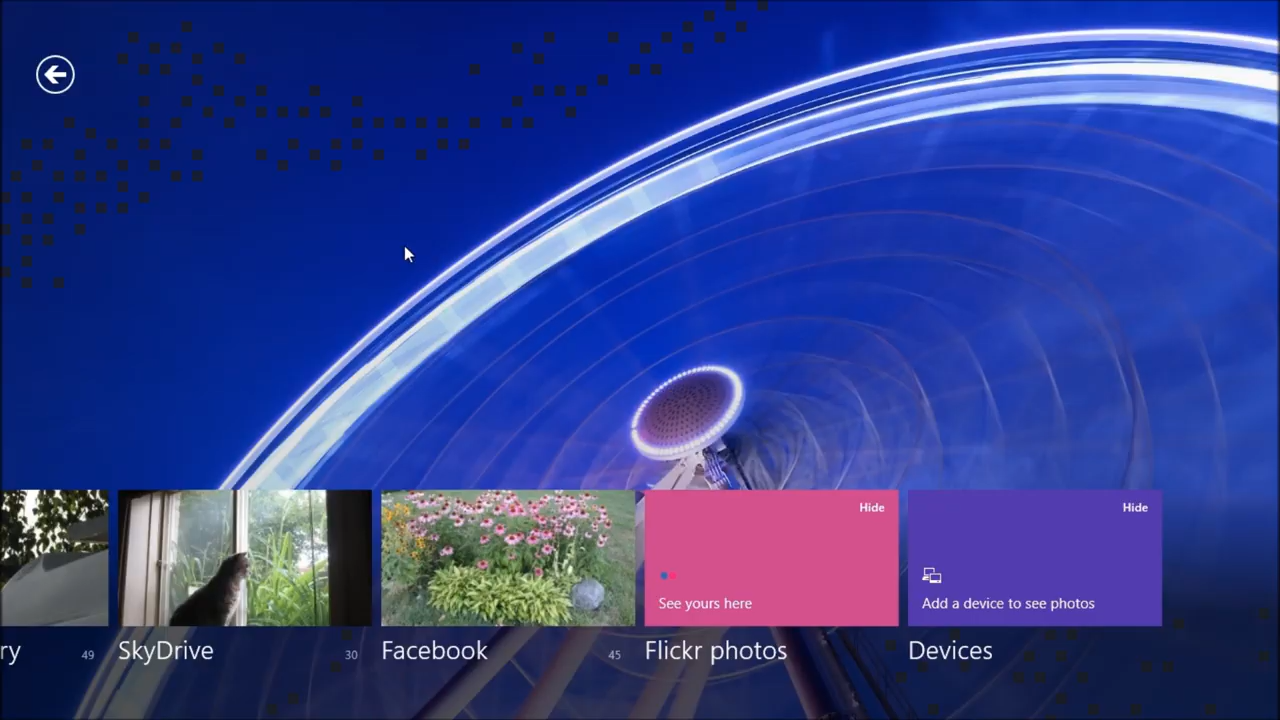 Hide
Hide
See yours here
Add a device to see photos
ry 49
SkyDrive 30
Facebook 45
Flickr photos
Devices